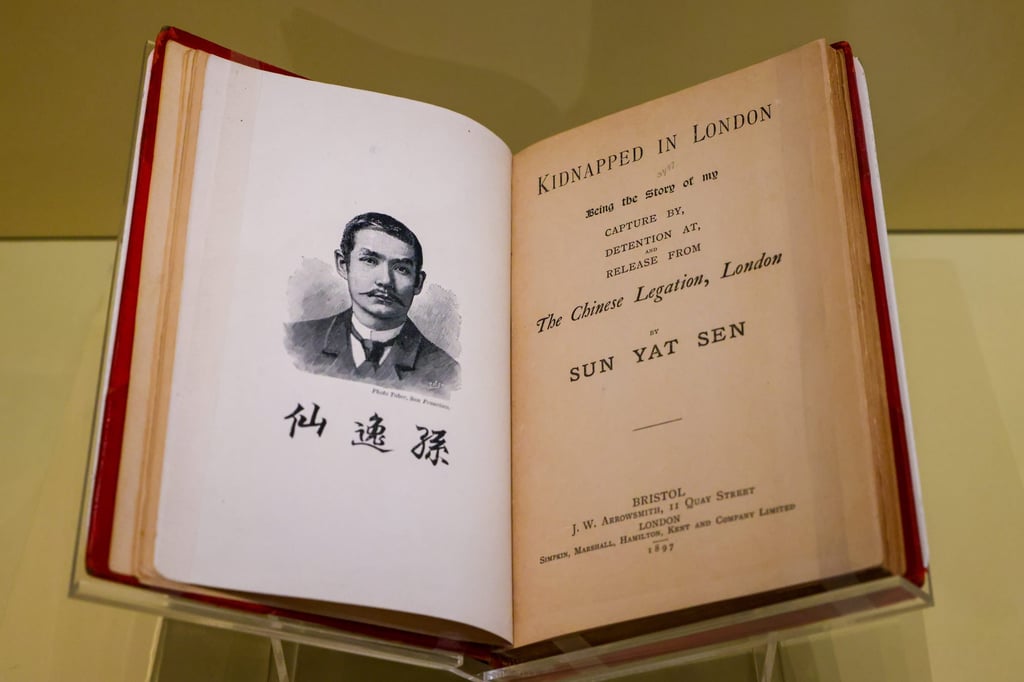 Photo Taber, San Francisco.
仙 逸 孫
KIDNAPPED IN LONDON
Being the Story of my
CAPTURE BY,
DETENTION AT,
AND
RELEASE FROM
The Chinese Legation, London
BY
SUN YAT SEN
BRISTOL
J. W. ARROWSMITH, 11 QUAY STREET
LONDON
SIMPKIN, MARSHALL, HAMILTON, KENT AND COMPANY LIMITED
1897